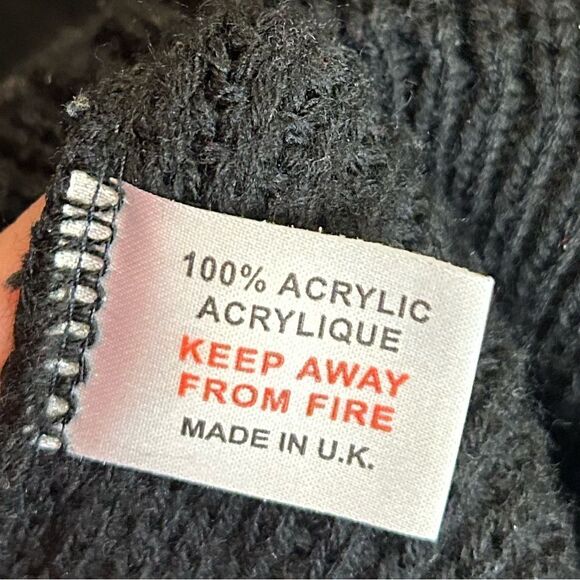 100% ACRYLIC
ACRYLIQUE
KEEP AWAY
FROM FIRE
MADE IN U.K.